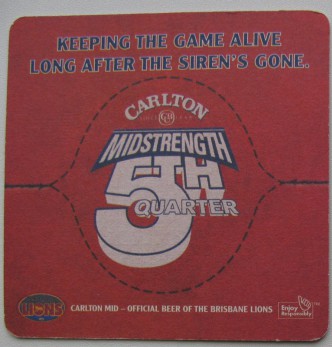 KEEPING THE GAME ALIVE
LONG AFTER THE SIREN'S GONE.
CARLTON
MIDSTRENGTH
5TH
QUARTER
LIONS
CARLTON MID – OFFICIAL BEER OF THE BRISBANE LIONS
Enjoy
Responsibly